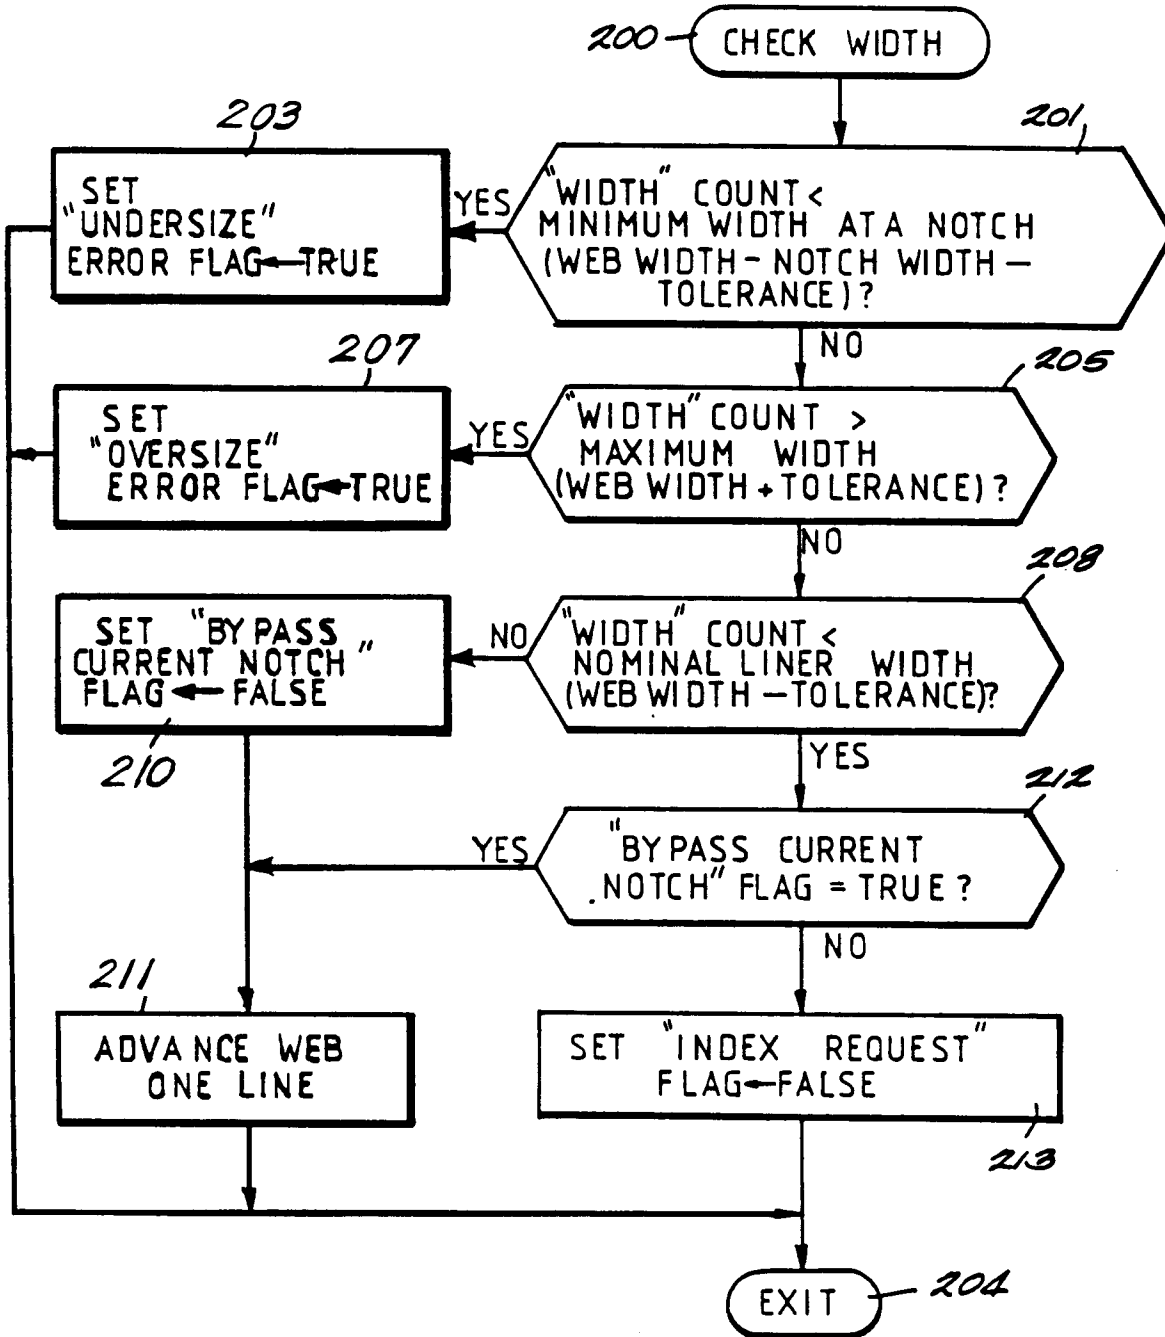 200
CHECK WIDTH
201
"WIDTH" COUNT <
MINIMUM WIDTH AT A NOTCH
(WEB WIDTH - NOTCH WIDTH -
TOLERANCE)?
YES
203
SET
"UNDERSIZE"
ERROR FLAG ← TRUE
NO
205
"WIDTH" COUNT >
MAXIMUM WIDTH
(WEB WIDTH + TOLERANCE)?
YES
207
SET
"OVERSIZE"
ERROR FLAG ← TRUE
NO
208
"WIDTH" COUNT <
NOMINAL LINER WIDTH
(WEB WIDTH - TOLERANCE)?
NO
SET "BYPASS
CURRENT NOTCH"
FLAG ← FALSE
210
YES
212
"BYPASS CURRENT
NOTCH" FLAG = TRUE?
YES
NO
211
ADVANCE WEB
ONE LINE
SET "INDEX REQUEST"
FLAG ← FALSE
213
EXIT
204